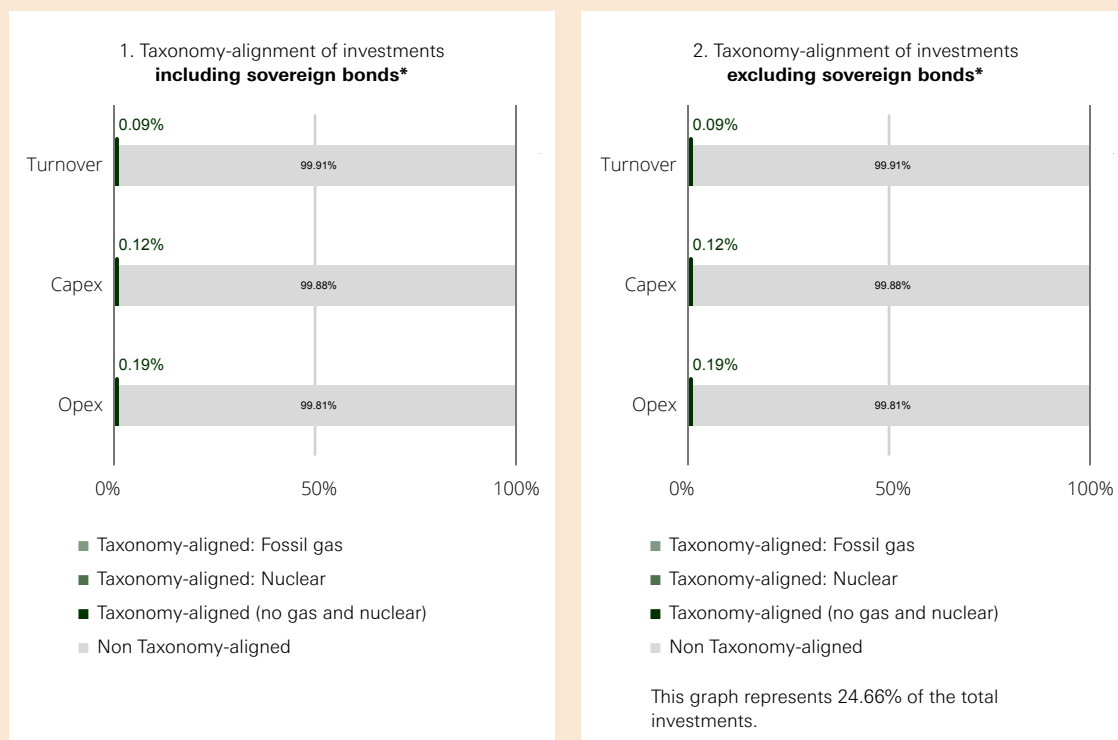 1. Taxonomy-alignment of investments
including sovereign bonds*
0.09%
Turnover
99.91%
0.12%
Capex
99.88%
0.19%
Opex
99.81%
0%
50%
100%
Taxonomy-aligned: Fossil gas
Taxonomy-aligned: Nuclear
Taxonomy-aligned (no gas and nuclear)
Non Taxonomy-aligned
2. Taxonomy-alignment of investments
excluding sovereign bonds*
0.09%
Turnover
99.91%
0.12%
Capex
99.88%
0.19%
Opex
99.81%
0%
50%
100%
Taxonomy-aligned: Fossil gas
Taxonomy-aligned: Nuclear
Taxonomy-aligned (no gas and nuclear)
Non Taxonomy-aligned
This graph represents 24.66% of the total
investments.